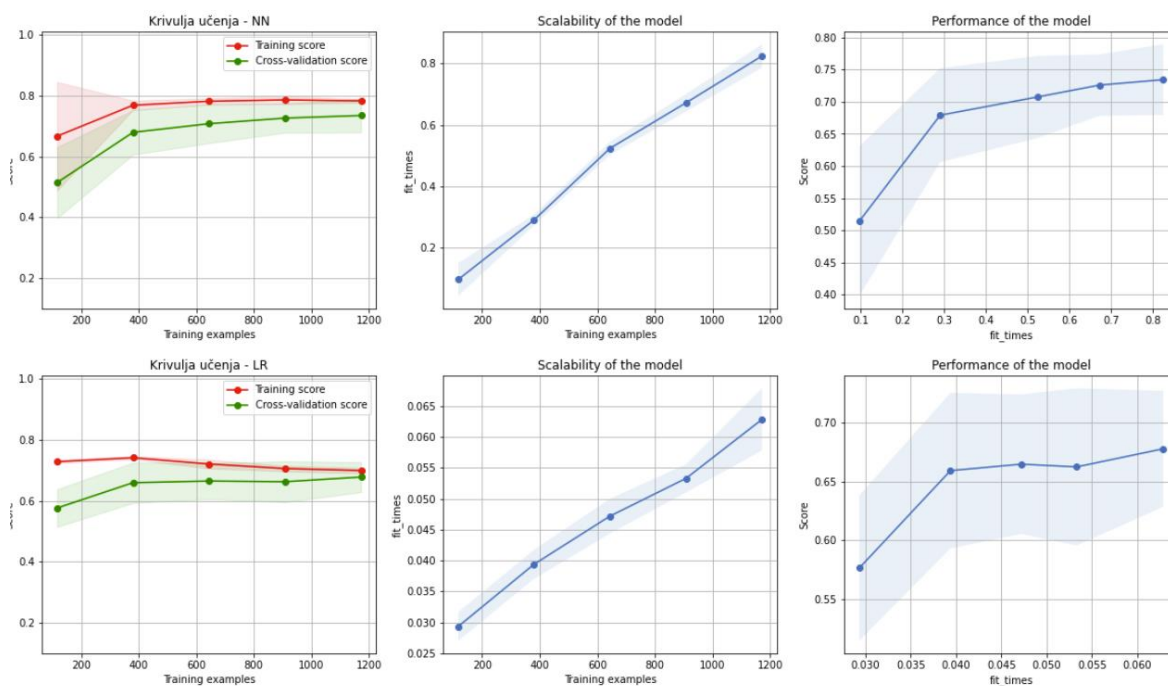 Krivulja učenja - NN
1.0
0.8
0.6
0.4
0.2
Training score
Cross-validation score
200 400 600 800 1000 1200
Training examples
Scalability of the model
fit_times
0.8
0.6
0.4
0.2
200 400 600 800 1000 1200
Training examples
Performance of the model
Score
0.80
0.75
0.70
0.65
0.60
0.55
0.50
0.45
0.40
0.1 0.2 0.3 0.4 0.5 0.6 0.7 0.8
fit_times
Krivulja učenja - LR
1.0
0.8
0.6
0.4
0.2
Training score
Cross-validation score
200 400 600 800 1000 1200
Training examples
Scalability of the model
fit_times
0.065
0.060
0.055
0.050
0.045
0.040
0.035
0.030
0.025
200 400 600 800 1000 1200
Training examples
Performance of the model
Score
0.70
0.65
0.60
0.55
0.030 0.035 0.040 0.045 0.050 0.055 0.060
fit_times